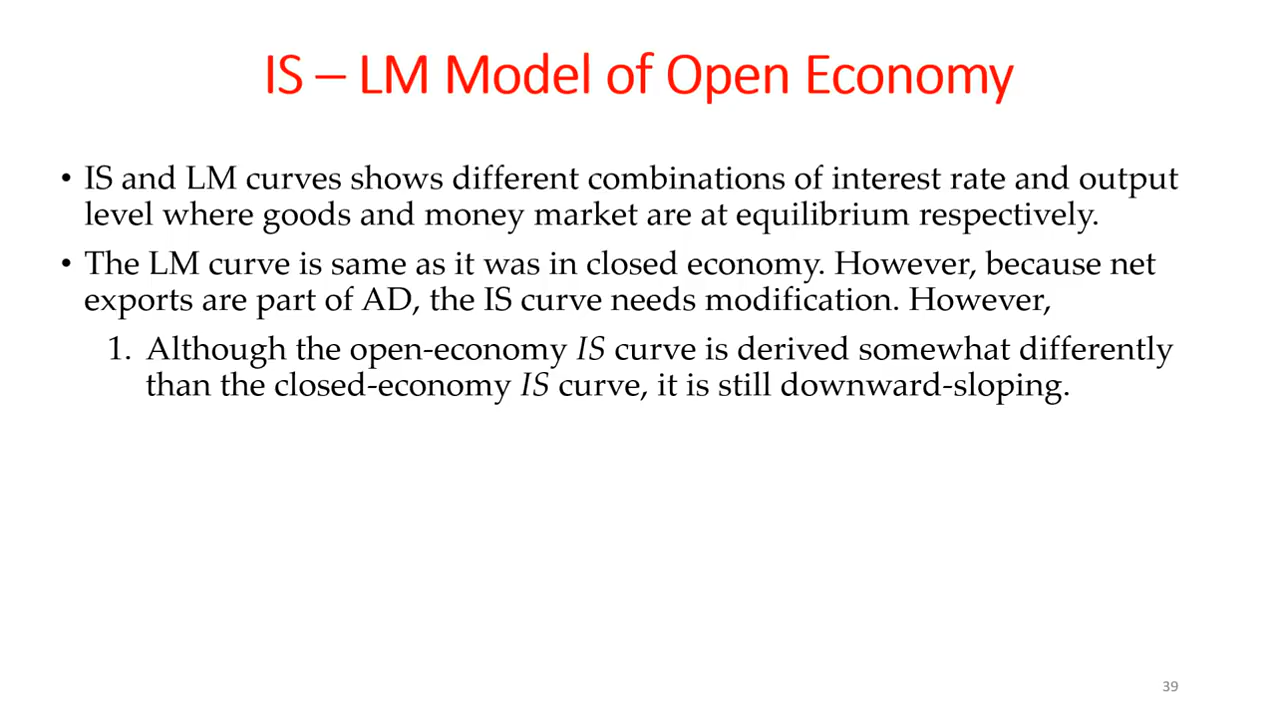 IS – LM Model of Open Economy
• IS and LM curves shows different combinations of interest rate and output
level where goods and money market are at equilibrium respectively.
• The LM curve is same as it was in closed economy. However, because net
exports are part of AD, the IS curve needs modification. However,
1. Although the open-economy IS curve is derived somewhat differently
than the closed-economy IS curve, it is still downward-sloping.
39